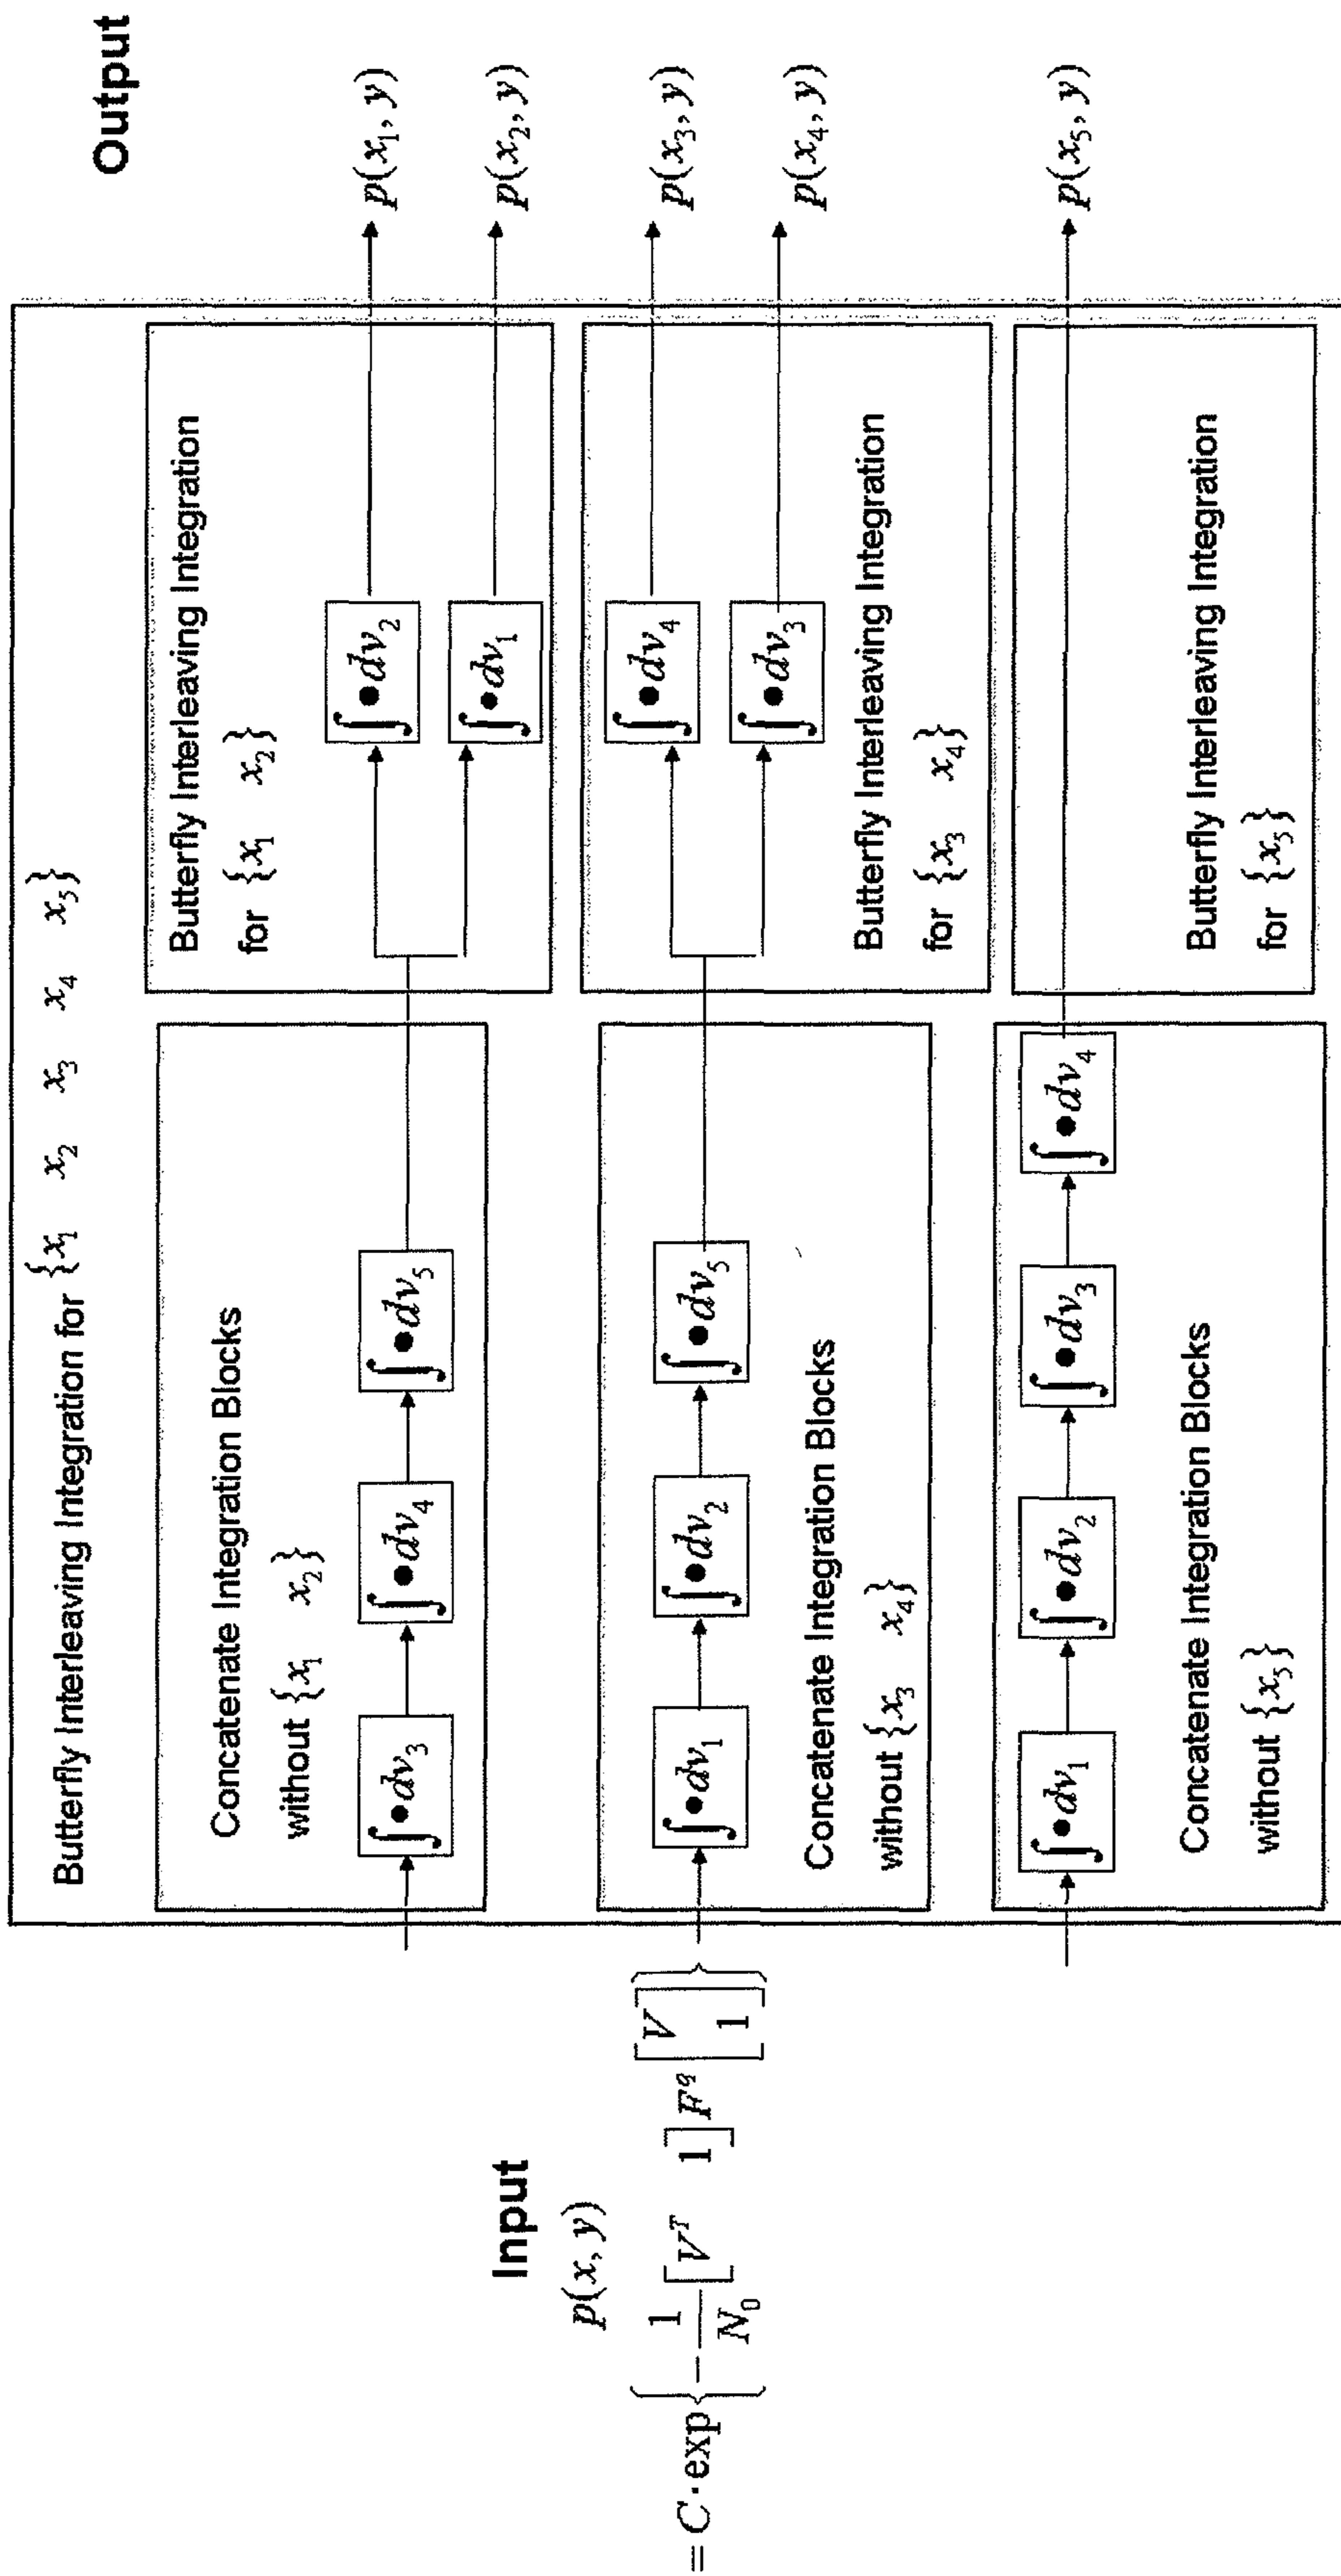 Butterfly Interleaving Integration for {x₁ x₂ x₃ x₄ x₅}
Output
Concatenate Integration Blocks
without {x₁ x₂}
∫•dv₃
∫•dv₄
∫•dv₅
Butterfly Interleaving Integration
for {x₁ x₂}
∫•dv₂
∫•dv₁
p(x₁, y)
p(x₂, y)
Input
p(x, y)
= C·exp{−1/N₀ [Vᵀ 1] F^q [V 1]}
∫•dv₁
∫•dv₂
∫•dv₅
Concatenate Integration Blocks
without {x₃ x₄}
∫•dv₄
∫•dv₃
Butterfly Interleaving Integration
for {x₃ x₄}
p(x₃, y)
p(x₄, y)
∫•dv₁
∫•dv₂
∫•dv₃
∫•dv₄
Concatenate Integration Blocks
without {x₅}
Butterfly Interleaving Integration
for {x₅}
p(x₅, y)